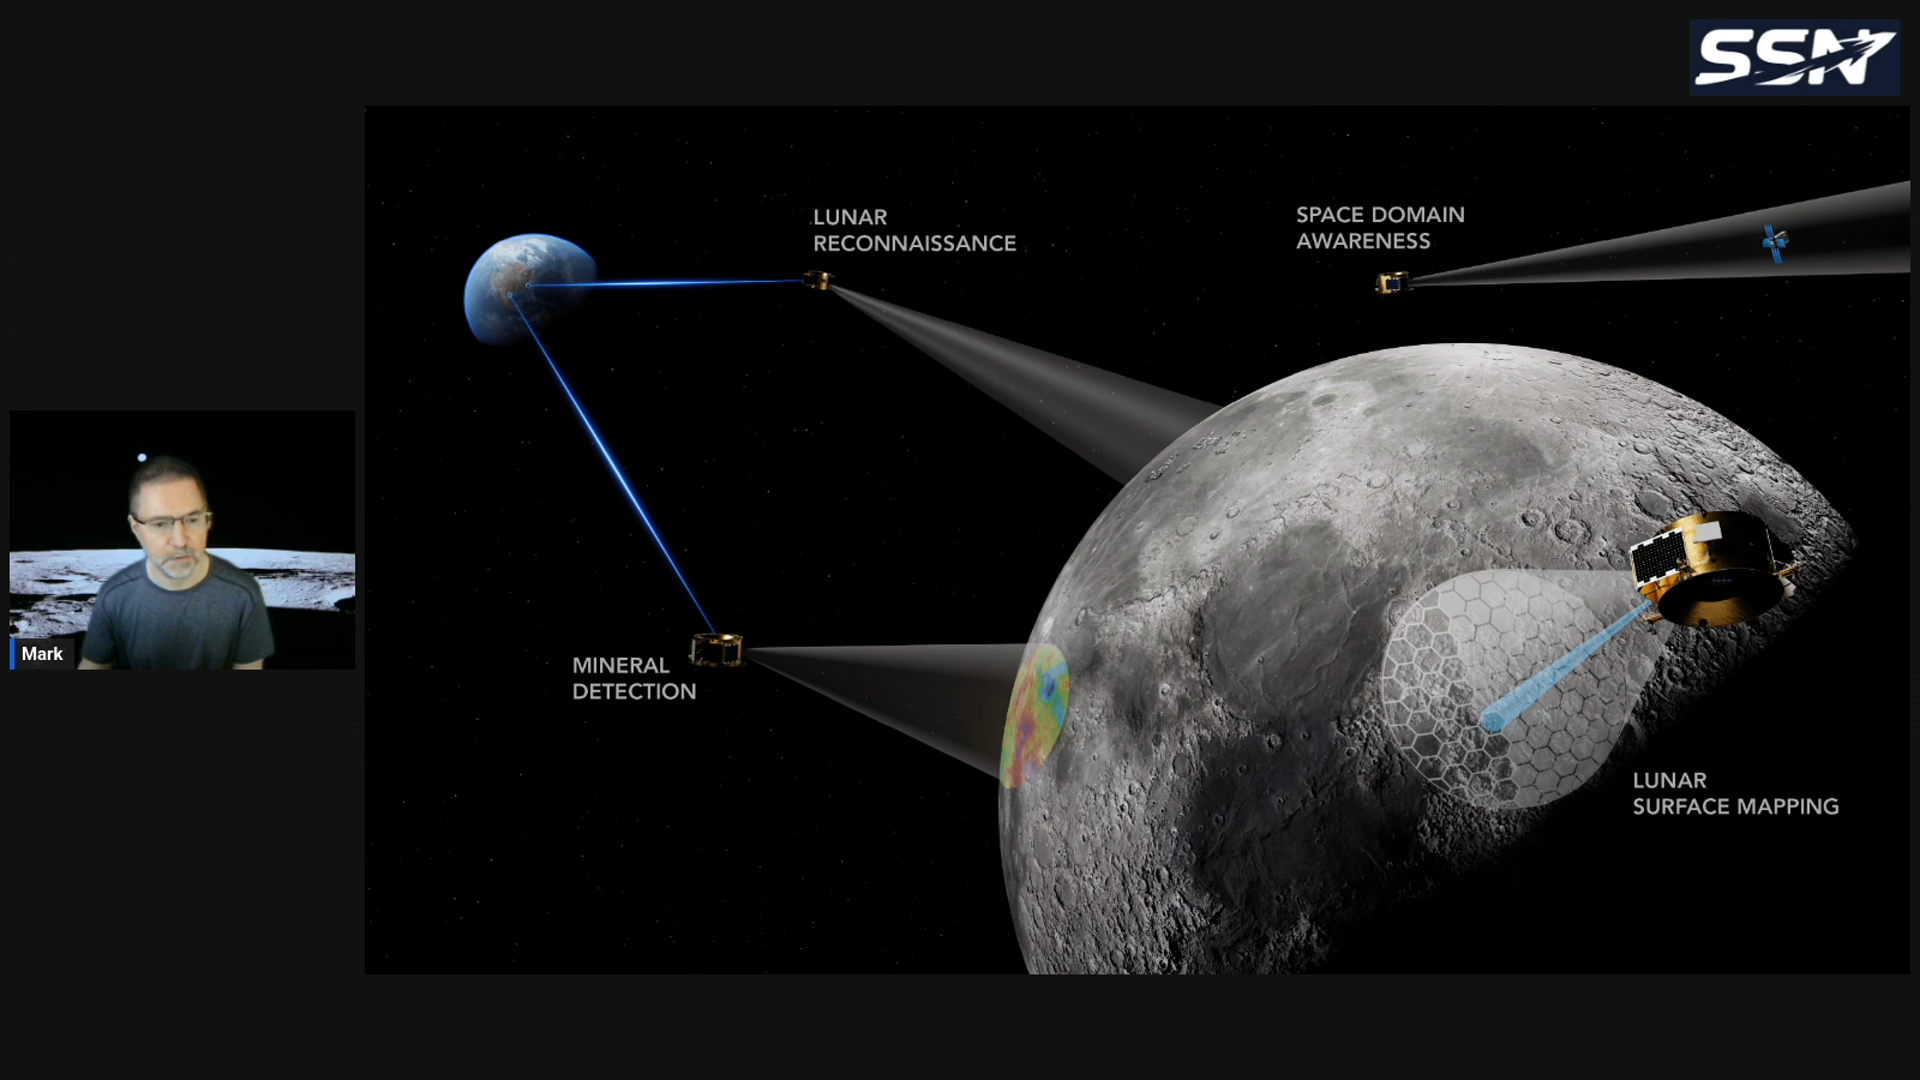 SSN
LUNAR
RECONNAISSANCE
SPACE DOMAIN
AWARENESS
Mark
MINERAL
DETECTION
LUNAR
SURFACE MAPPING